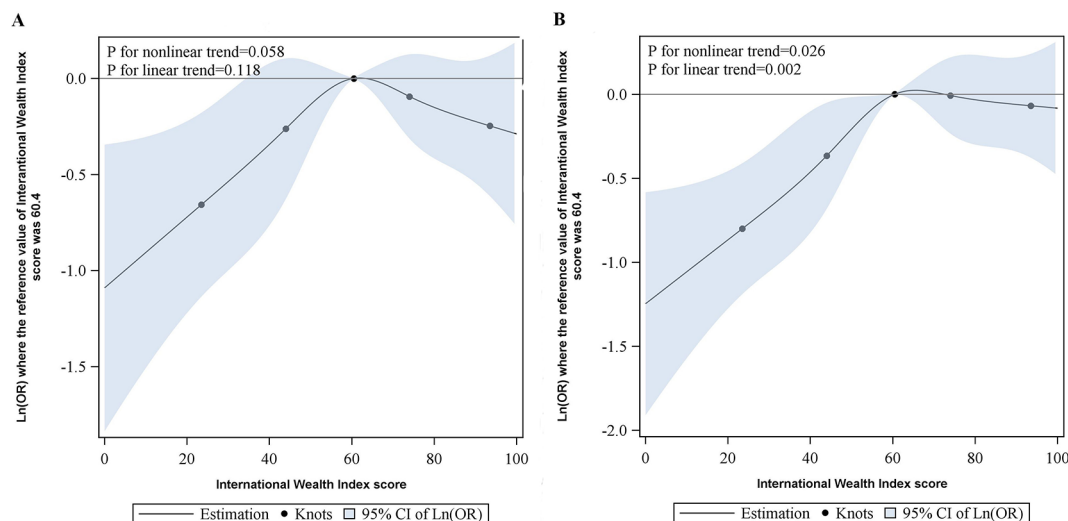 A
P for nonlinear trend=0.058
P for linear trend=0.118
Ln(OR) where the reference value of Interantional Wealth Index
score was 60.4
0.0
-0.5
-1.0
-1.5
0 20 40 60 80 100
International Wealth Index score
Estimation Knots 95% CI of Ln(OR)
B
P for nonlinear trend=0.026
P for linear trend=0.002
Ln(OR) where the reference value of Interantional Wealth Index
score was 60.4
0.0
-0.5
-1.0
-1.5
-2.0
0 20 40 60 80 100
International Wealth Index score
Estimation Knots 95% CI of Ln(OR)